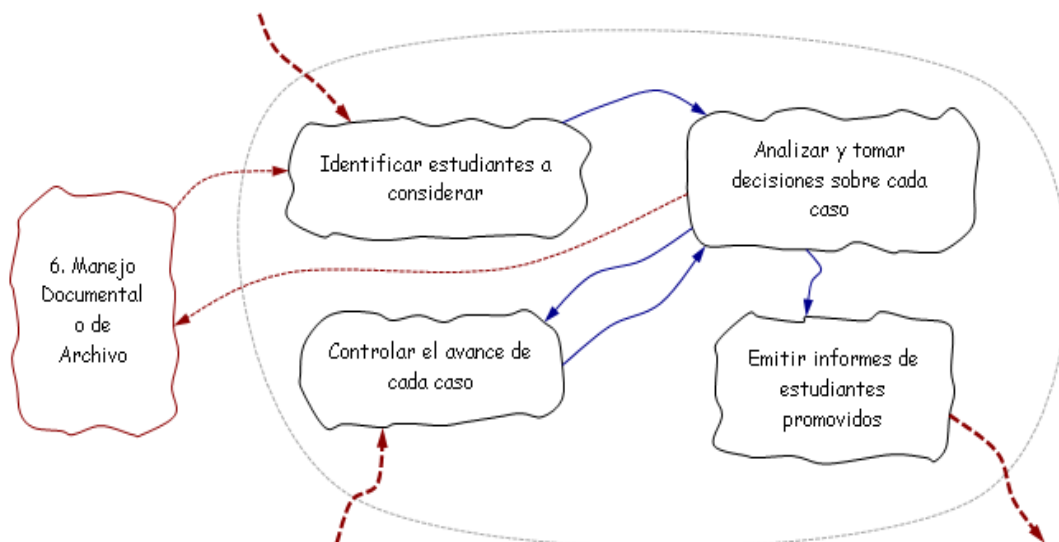 Identificar estudiantes a
considerar
Analizar y tomar
decisiones sobre cada
caso
6. Manejo
Documental
o de
Archivo
Controlar el avance de
cada caso
Emitir informes de
estudiantes
promovidos